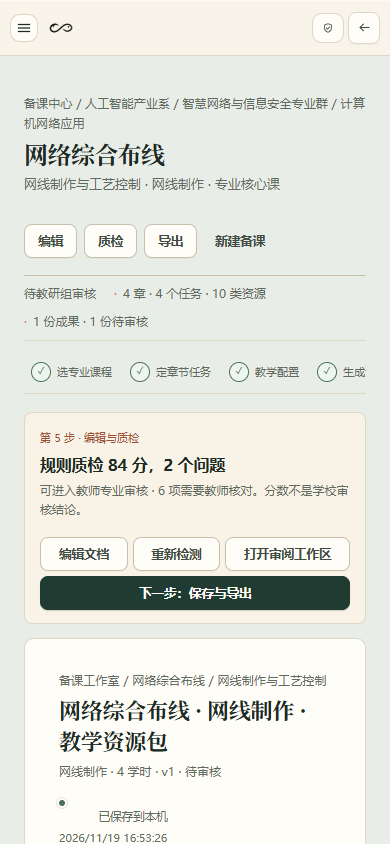 备课中心 / 人工智能产业系 / 智慧网络与信息安全专业群 / 计算
机网络应用
网络综合布线
网线制作与工艺控制 · 网线制作 · 专业核心课
编辑 质检 导出 新建备课
待教研组审核 · 4 章 · 4 个任务 · 10 类资源
· 1 份成果 · 1 份待审核
选专业课程 定章节任务 教学配置 生成
第 5 步 · 编辑与质检
规则质检 84 分，2 个问题
可进入教师专业审核 · 6 项需要教师核对。分数不是学校审
核结论。
编辑文档 重新检测 打开审阅工作区
下一步：保存与导出
备课工作室 / 网络综合布线 / 网线制作与工艺控制
网络综合布线 · 网线制作 ·
教学资源包
网线制作 · 4 学时 · v1 · 待审核
已保存到本机
2026/11/19 16:53:26